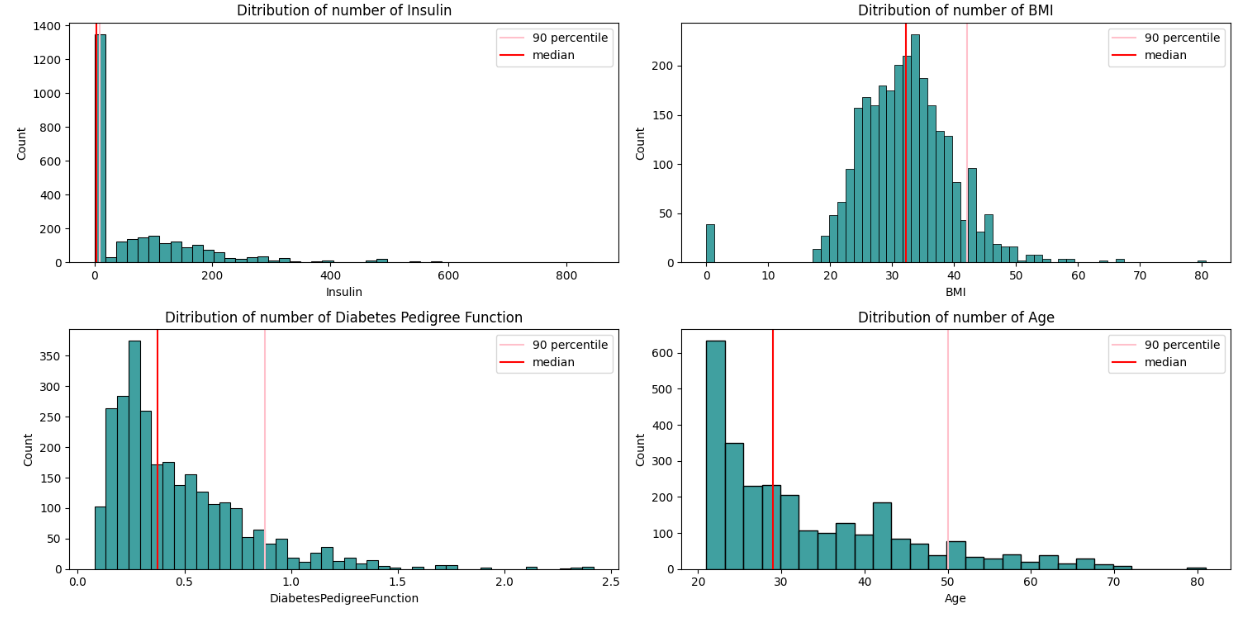 Ditribution of number of Insulin
1400
1200
1000
800
600
400
200
0
Count
0 200 400 600 800
Insulin
90 percentile
median
Ditribution of number of BMI
200
150
100
50
0
Count
0 10 20 30 40 50 60 70 80
BMI
90 percentile
median
Ditribution of number of Diabetes Pedigree Function
350
300
250
200
150
100
50
0
Count
0.0 0.5 1.0 1.5 2.0 2.5
DiabetesPedigreeFunction
90 percentile
median
Ditribution of number of Age
600
500
400
300
200
100
0
Count
20 30 40 50 60 70 80
Age
90 percentile
median